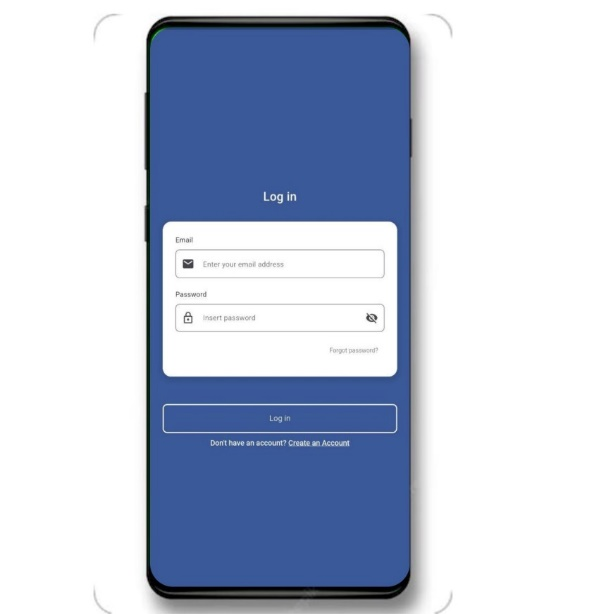 Log in
Email
Enter your email address
Password
Insert password
Forgot password?
Log in
Don't have an account? Create an Account